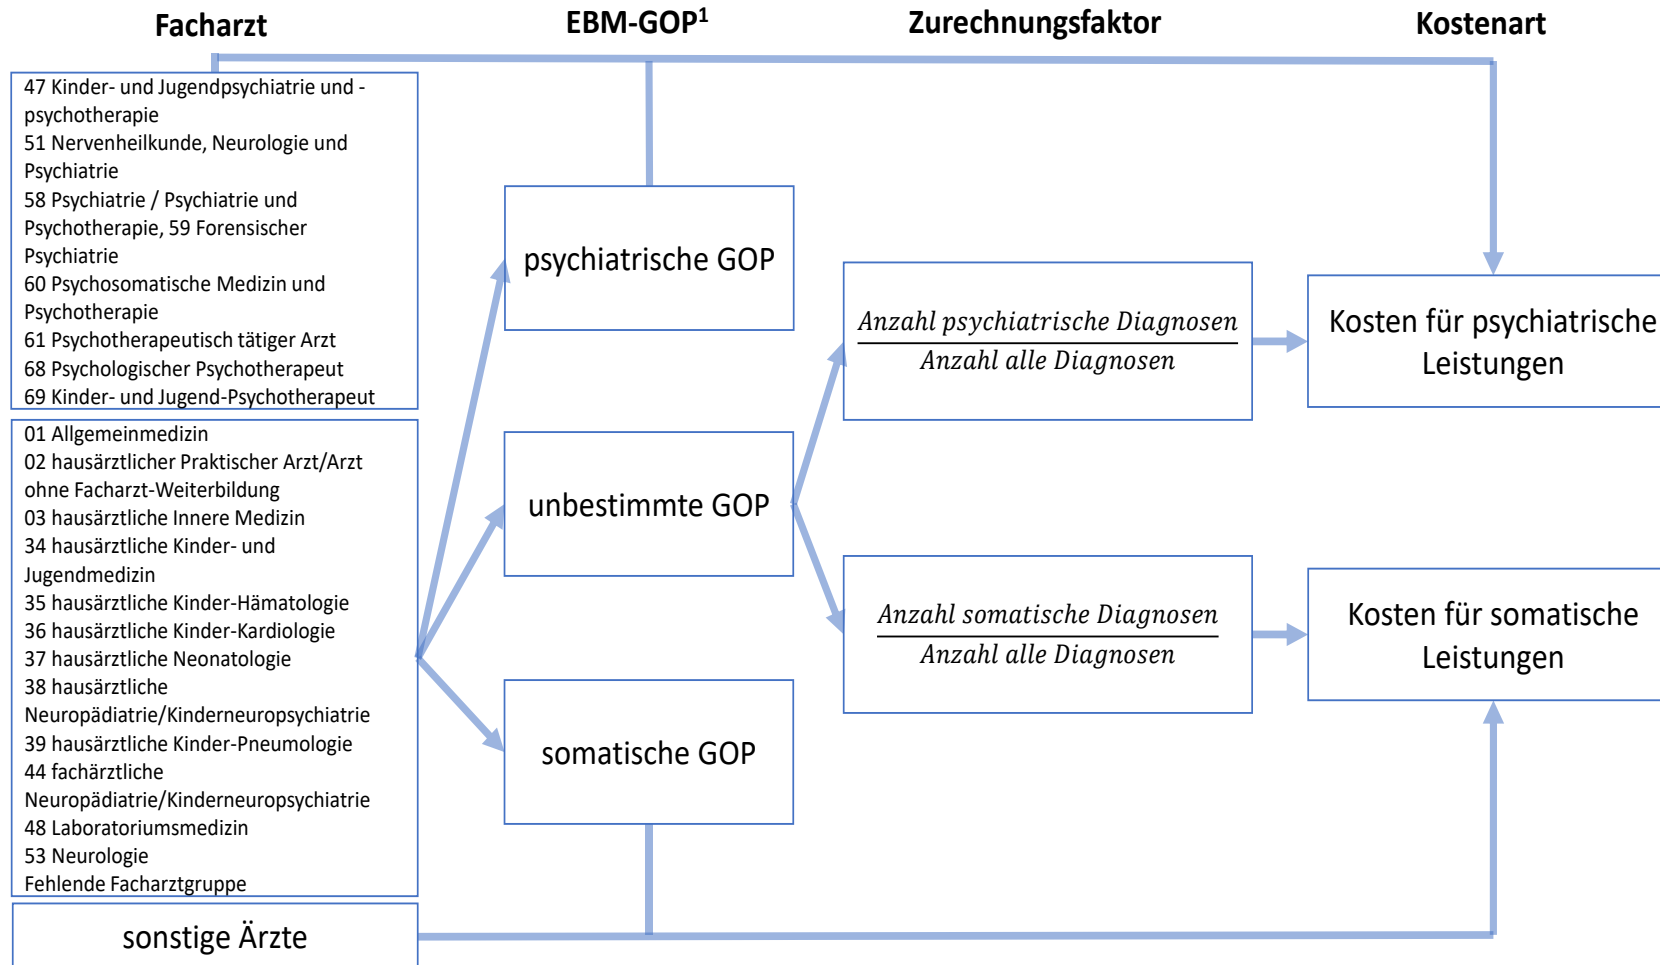 Facharzt
EBM-GOP¹
Zurechnungsfaktor
Kostenart
47 Kinder- und Jugendpsychiatrie und -
psychotherapie
51 Nervenheilkunde, Neurologie und
Psychiatrie
58 Psychiatrie / Psychiatrie und
Psychotherapie, 59 Forensischer
Psychiatrie
60 Psychosomatische Medizin und
Psychotherapie
61 Psychotherapeutisch tätiger Arzt
68 Psychologischer Psychotherapeut
69 Kinder- und Jugend-Psychotherapeut
01 Allgemeinmedizin
02 hausärztlicher Praktischer Arzt/Arzt
ohne Facharzt-Weiterbildung
03 hausärztliche Innere Medizin
34 hausärztliche Kinder- und
Jugendmedizin
35 hausärztliche Kinder-Hämatologie
36 hausärztliche Kinder-Kardiologie
37 hausärztliche Neonatologie
38 hausärztliche
Neuropädiatrie/Kinderneuropsychiatrie
39 hausärztliche Kinder-Pneumologie
44 fachärztliche
Neuropädiatrie/Kinderneuropsychiatrie
48 Laboratoriumsmedizin
53 Neurologie
Fehlende Facharztgruppe
sonstige Ärzte
psychiatrische GOP
unbestimmte GOP
somatische GOP
Anzahl psychiatrische Diagnosen
Anzahl alle Diagnosen
Anzahl somatische Diagnosen
Anzahl alle Diagnosen
Kosten für psychiatrische
Leistungen
Kosten für somatische
Leistungen